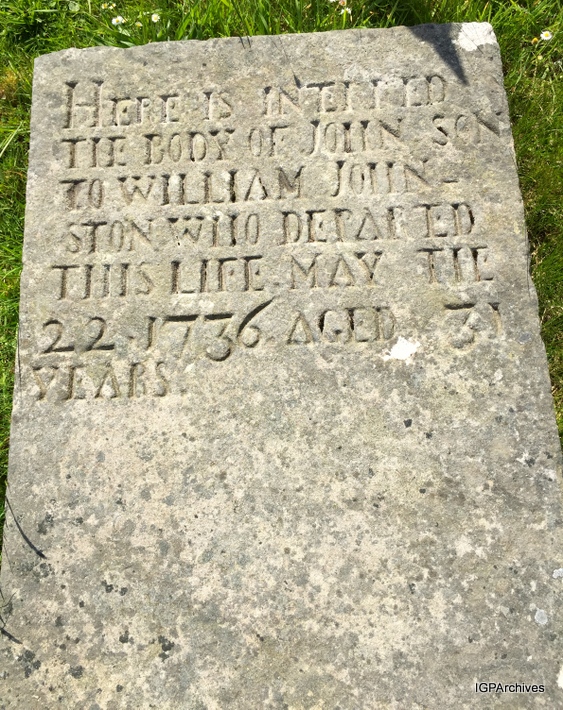 HERE IS INTERRED
THE BODY OF JOHN SON
TO WILLIAM JOHN-
STON WHO DEPARTED
THIS LIFE MAY THE
22. 1736. AGED 31
YEARS.
IGPArchives